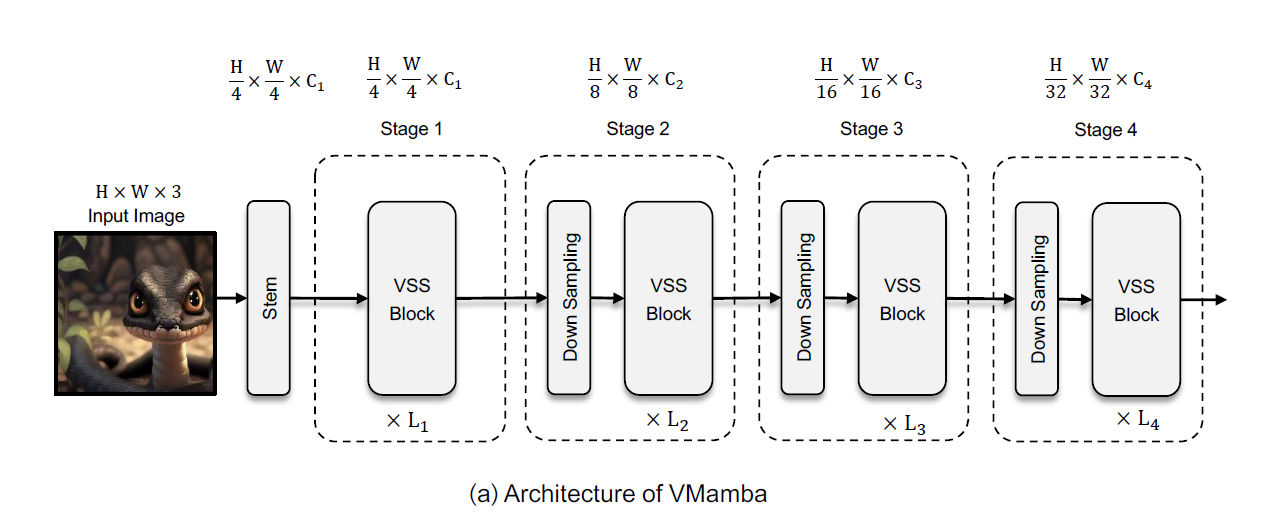 H/4 × W/4 × C₁
H/4 × W/4 × C₁
H/8 × W/8 × C₂
H/16 × W/16 × C₃
H/32 × W/32 × C₄
Stage 1
Stage 2
Stage 3
Stage 4
H × W × 3
Input Image
Stem
VSS
Block
× L₁
Down Sampling
VSS
Block
× L₂
Down Sampling
VSS
Block
× L₃
Down Sampling
VSS
Block
× L₄
(a) Architecture of VMamba